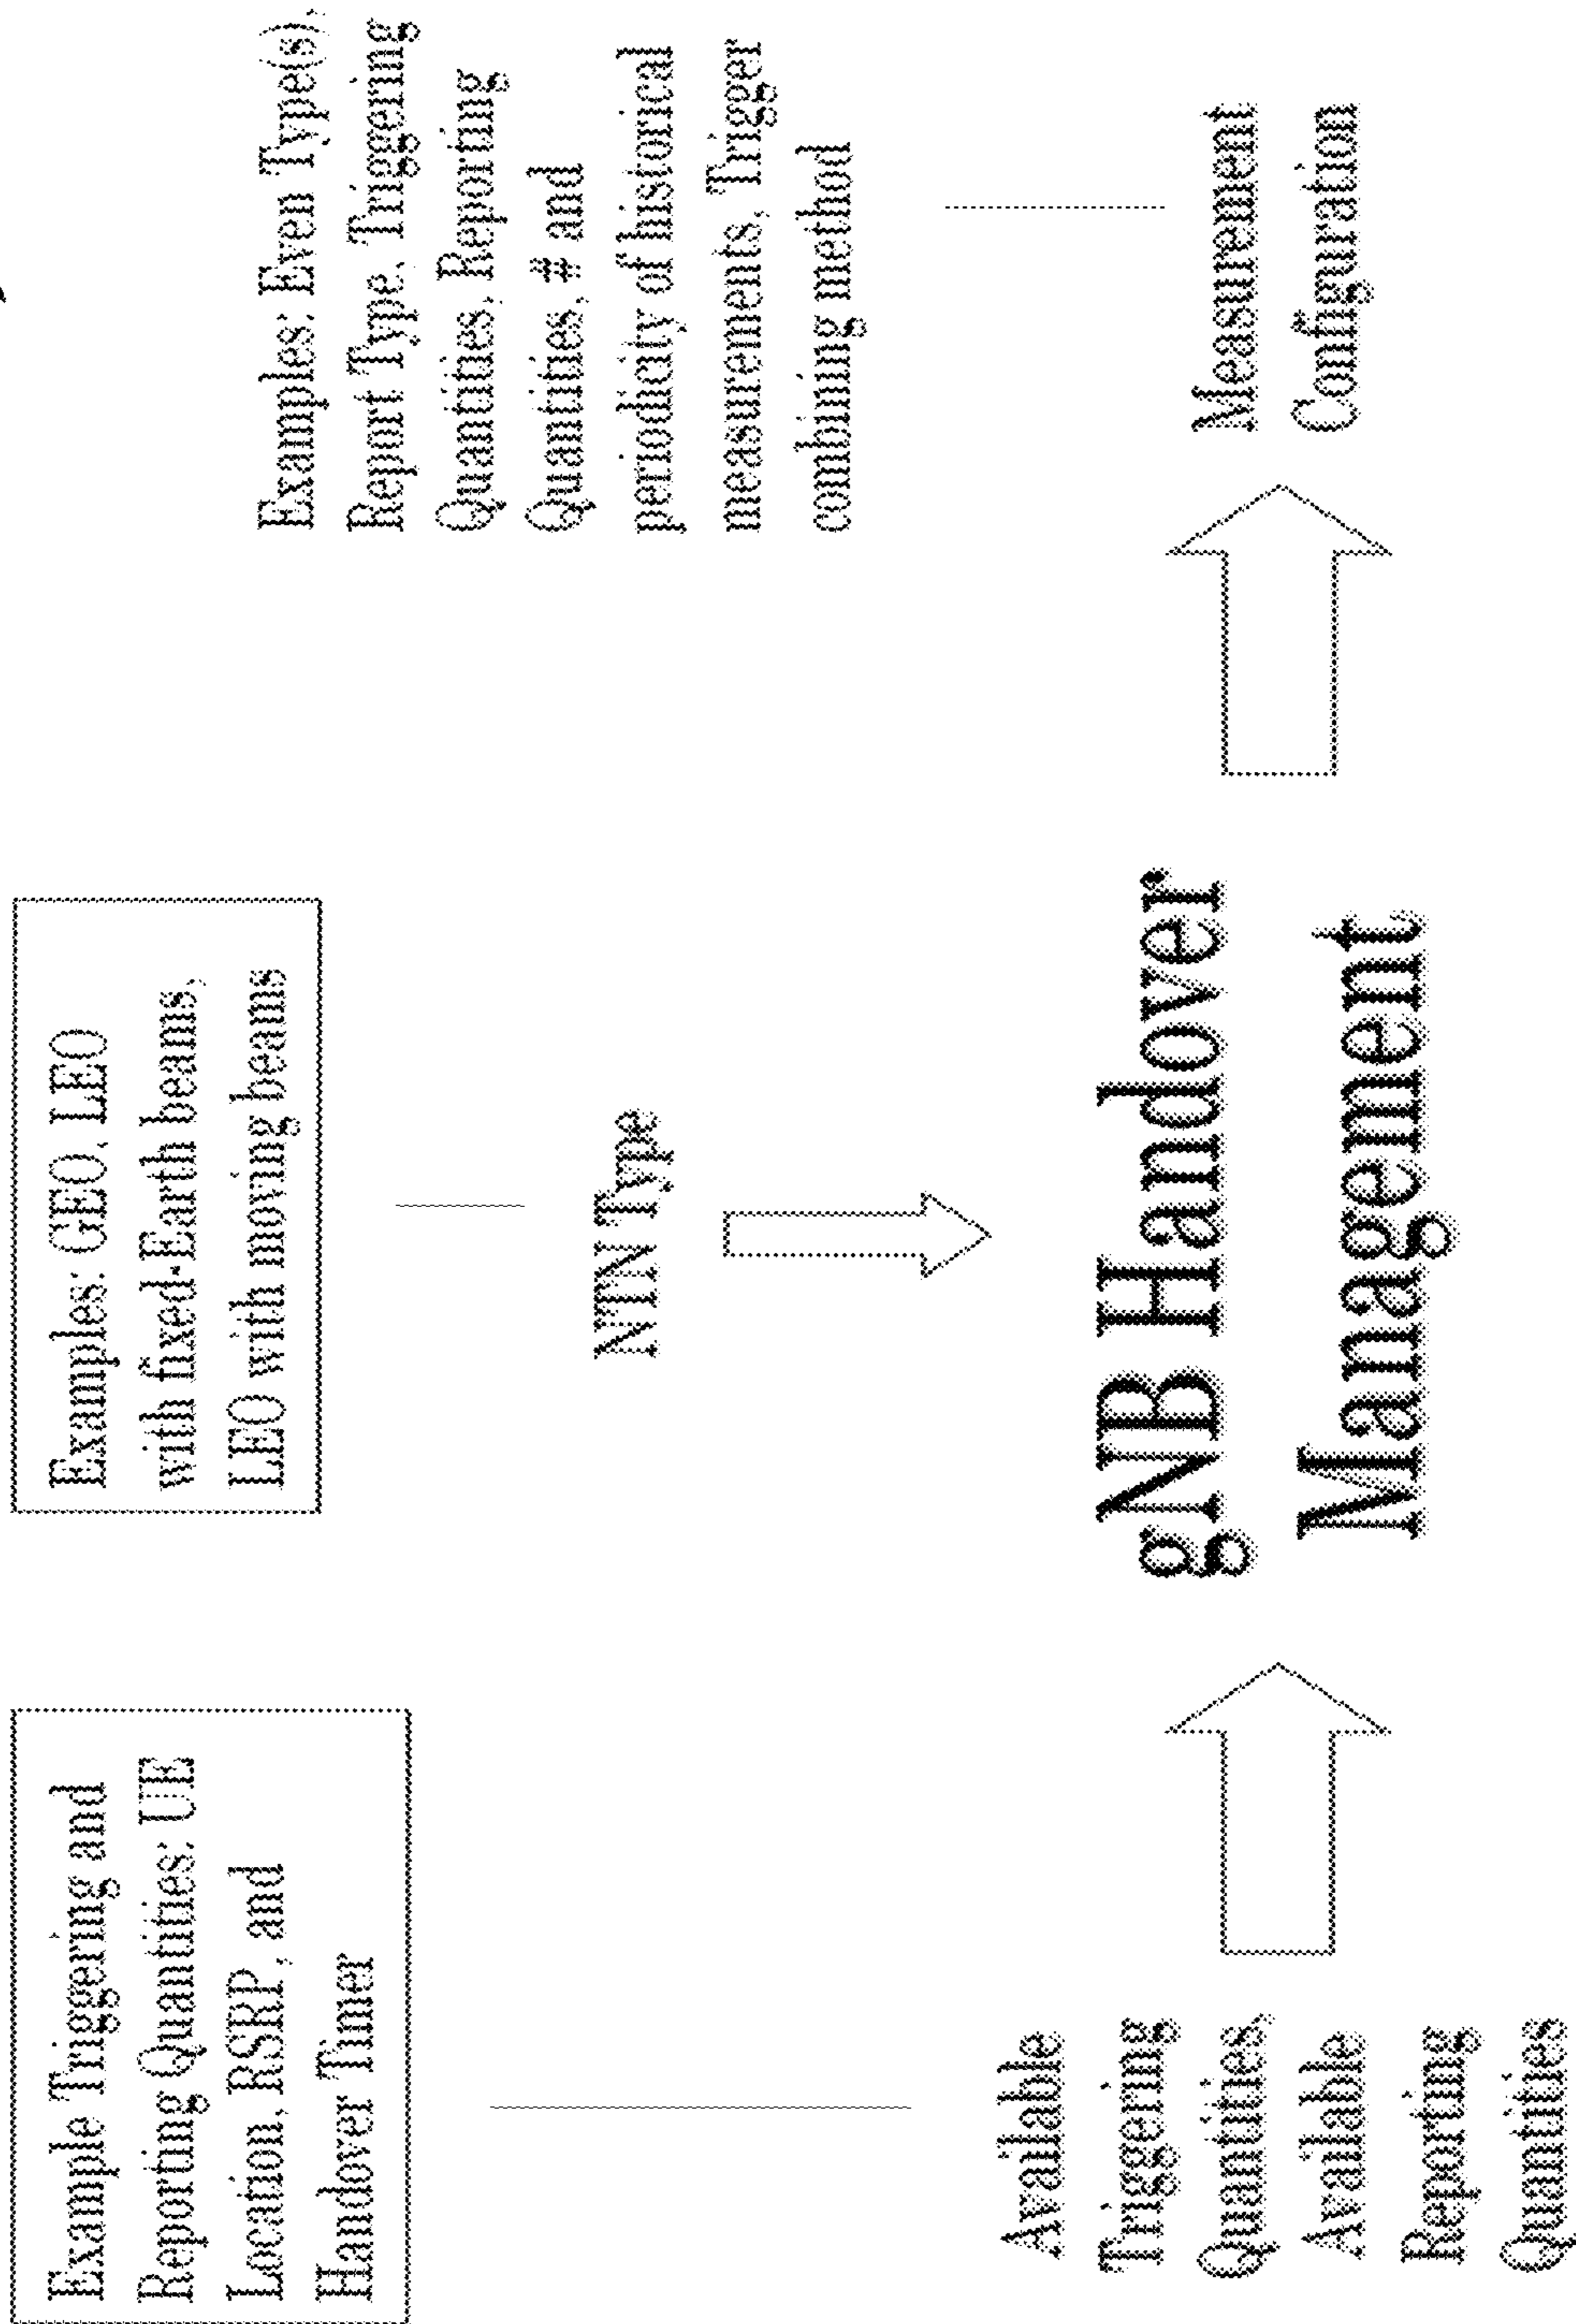 Example Triggering and
Reporting Quantities: UE
Location, RSRP, and
Handover Timer
Examples: GEO, LEO
with fixed-Earth beams,
LEO with moving beams
Examples: Even Type(s),
Report Type, Triggering
Quantities, Reporting
Quantities, # and
periodicity of historical
measurements, Trigger
combining method
NTN Type
Available
Triggering
Quantities,
Available
Reporting
Quantities
gNB Handover
Management
Measurement
Configuration